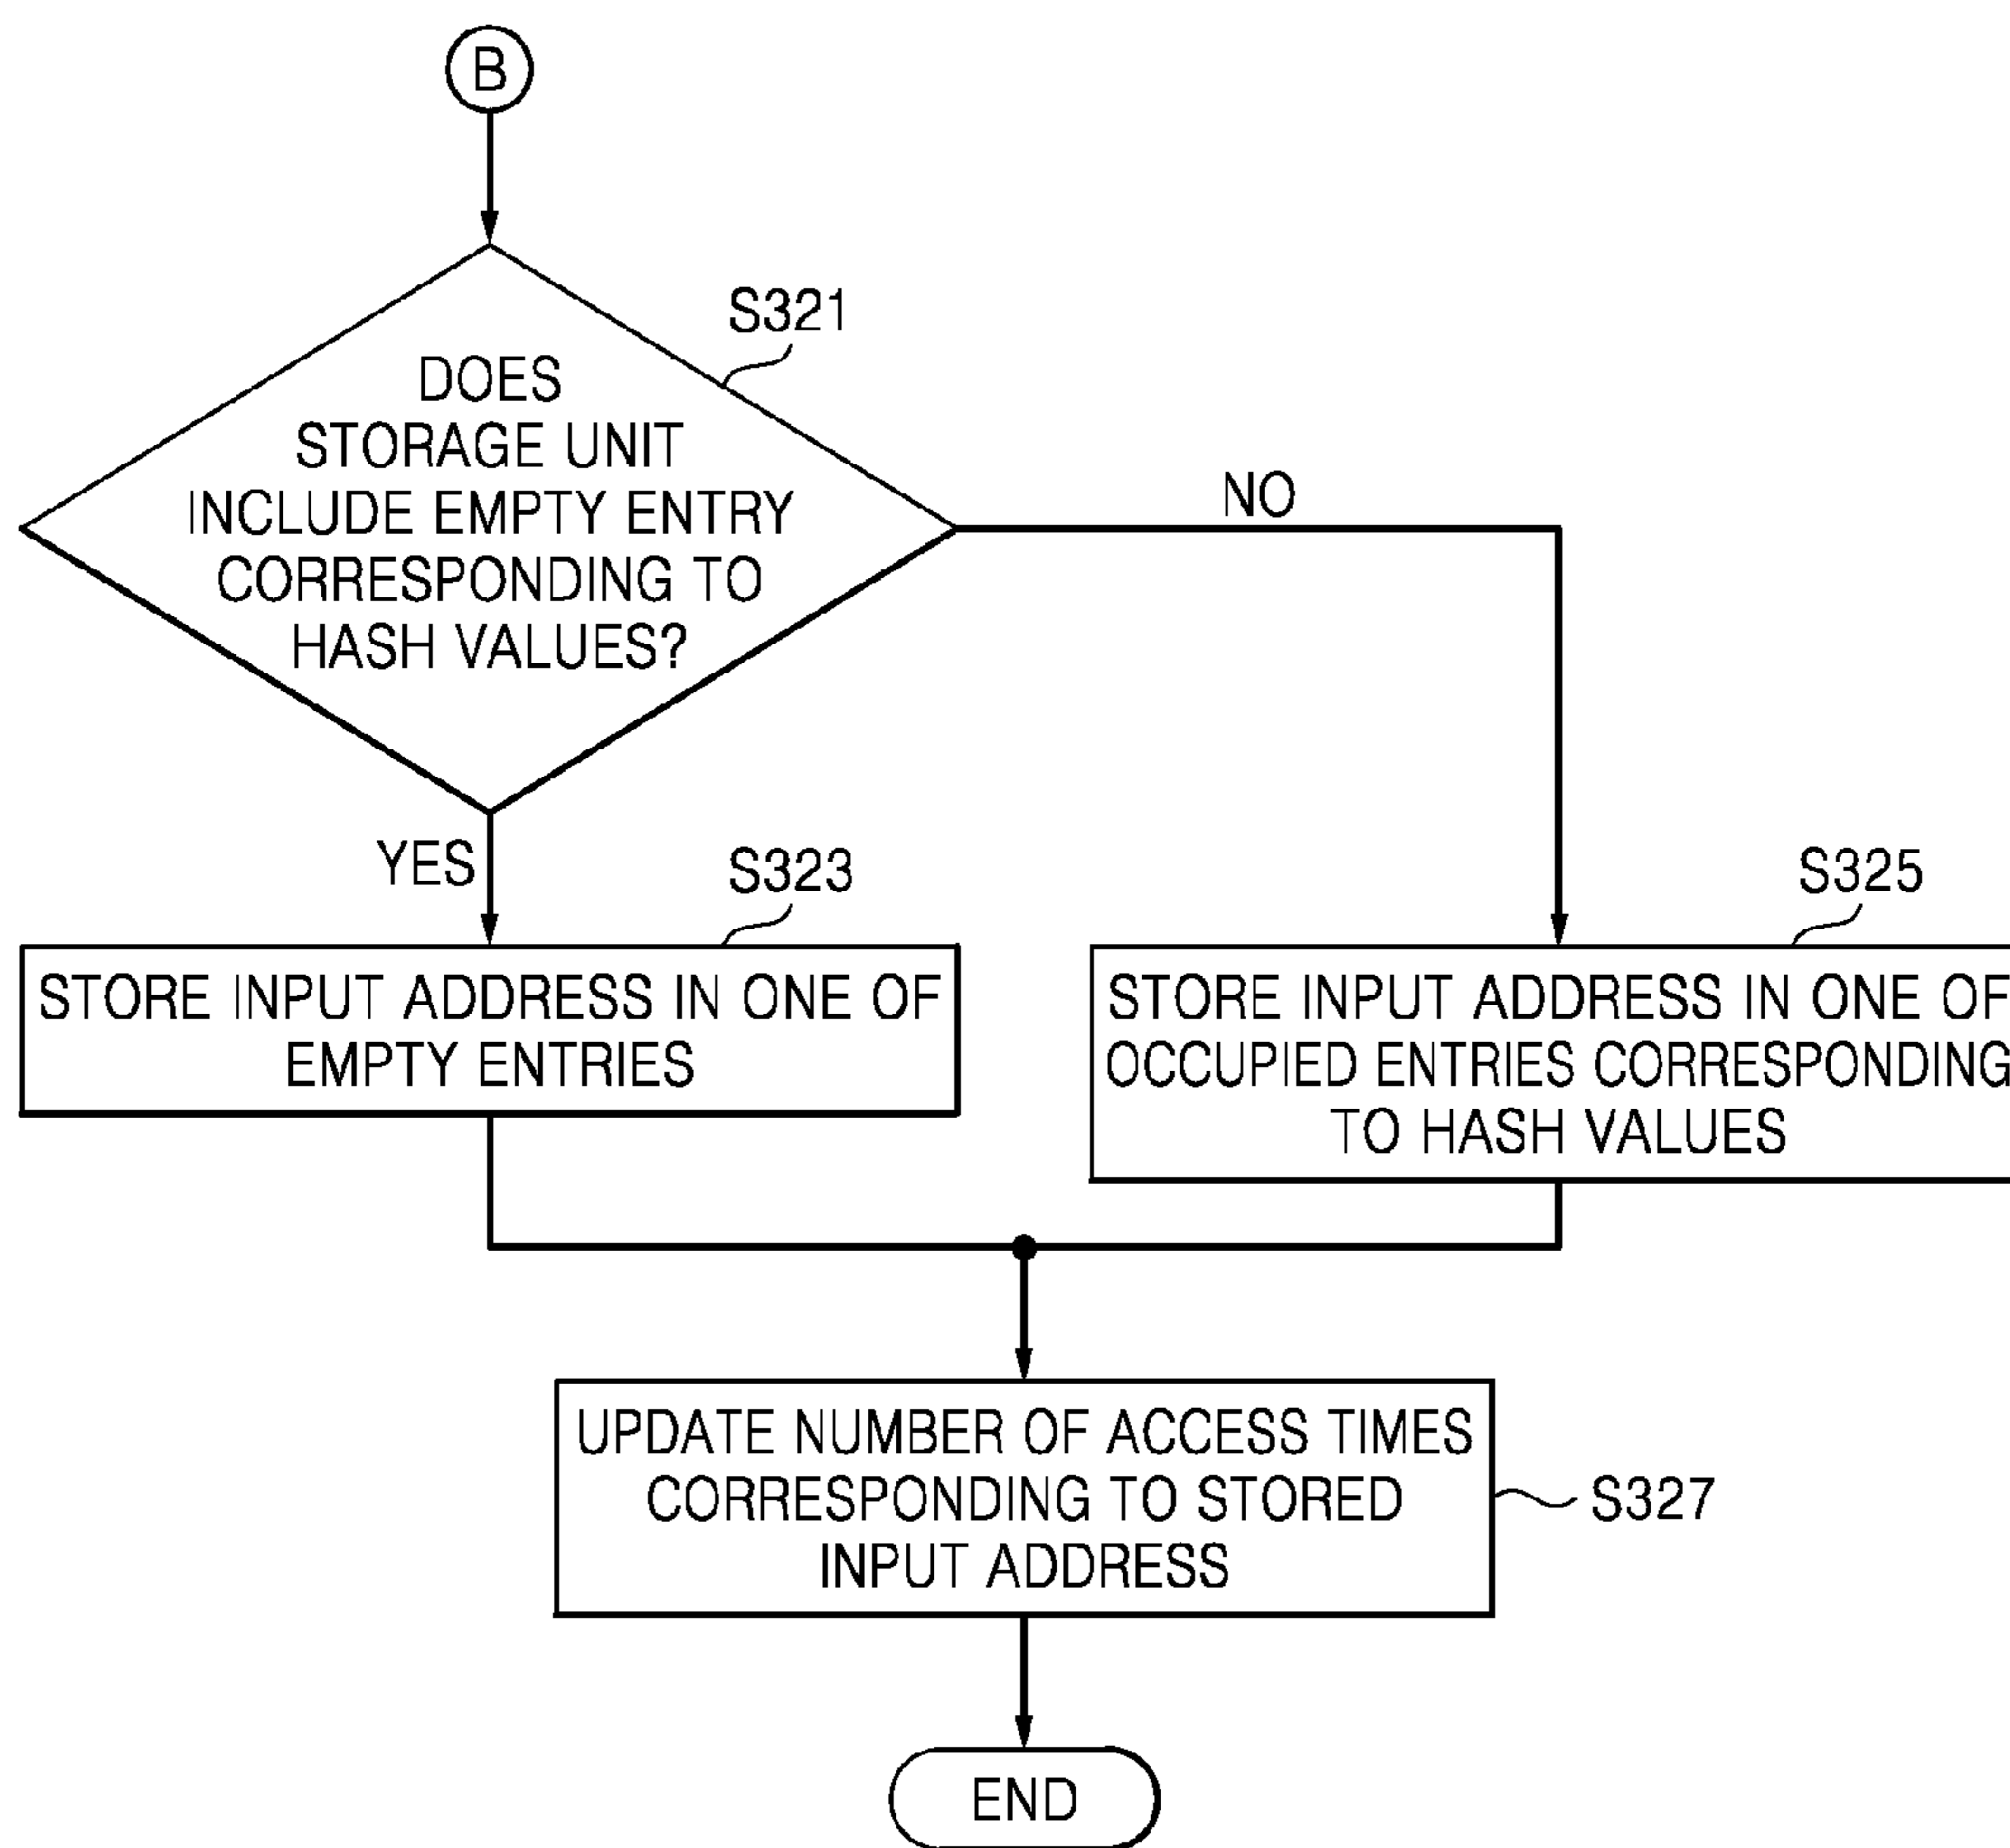 B
S321
DOES
STORAGE UNIT
INCLUDE EMPTY ENTRY
CORRESPONDING TO
HASH VALUES?
NO
YES
S323
S325
STORE INPUT ADDRESS IN ONE OF
EMPTY ENTRIES
STORE INPUT ADDRESS IN ONE OF
OCCUPIED ENTRIES CORRESPONDING
TO HASH VALUES
UPDATE NUMBER OF ACCESS TIMES
CORRESPONDING TO STORED
INPUT ADDRESS
S327
END